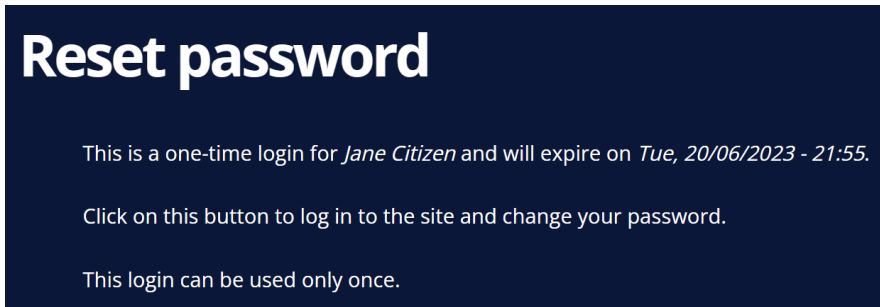 Reset password
This is a one-time login for Jane Citizen and will expire on Tue, 20/06/2023 - 21:55.
Click on this button to log in to the site and change your password.
This login can be used only once.